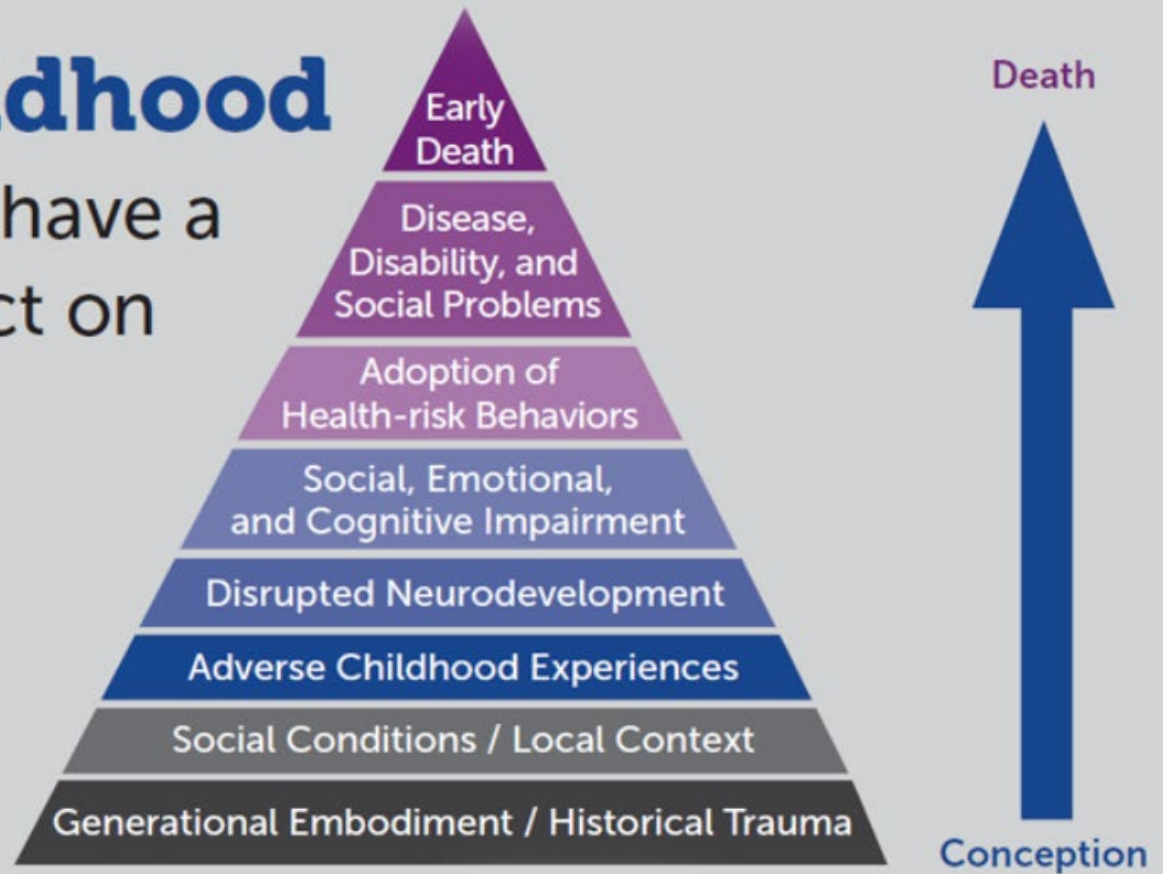 dhood
have a
ct on
Early
Death
Disease,
Disability, and
Social Problems
Adoption of
Health-risk Behaviors
Social, Emotional,
and Cognitive Impairment
Disrupted Neurodevelopment
Adverse Childhood Experiences
Social Conditions / Local Context
Generational Embodiment / Historical Trauma
Death
Conception